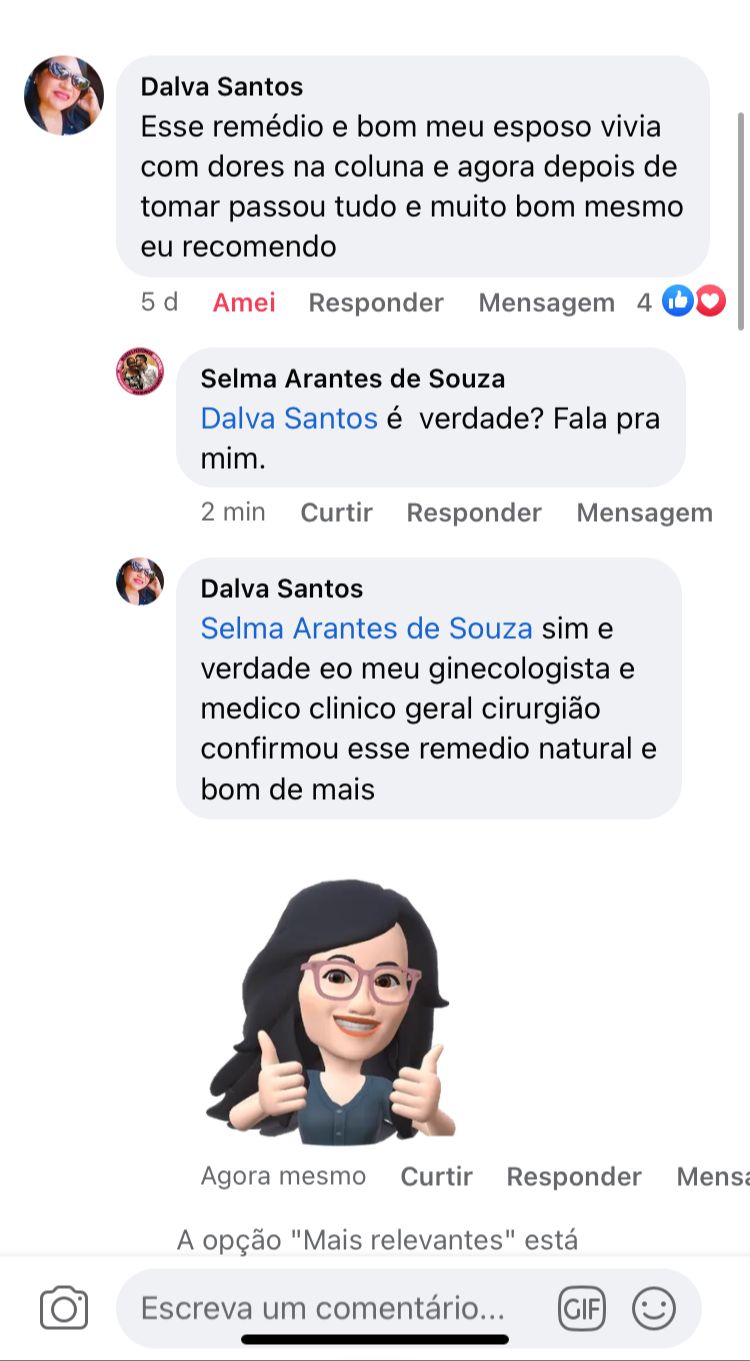 Dalva Santos
Esse remédio e bom meu esposo vivia
com dores na coluna e agora depois de
tomar passou tudo e muito bom mesmo
eu recomendo
5 d Amei Responder Mensagem 4
Selma Arantes de Souza
Dalva Santos é  verdade? Fala pra
mim.
2 min Curtir Responder Mensagem
Dalva Santos
Selma Arantes de Souza sim e
verdade eo meu ginecologista e
medico clinico geral cirurgião
confirmou esse remedio natural e
bom de mais
Agora mesmo Curtir Responder Mensa
A opção "Mais relevantes" está
Escreva um comentário... GIF